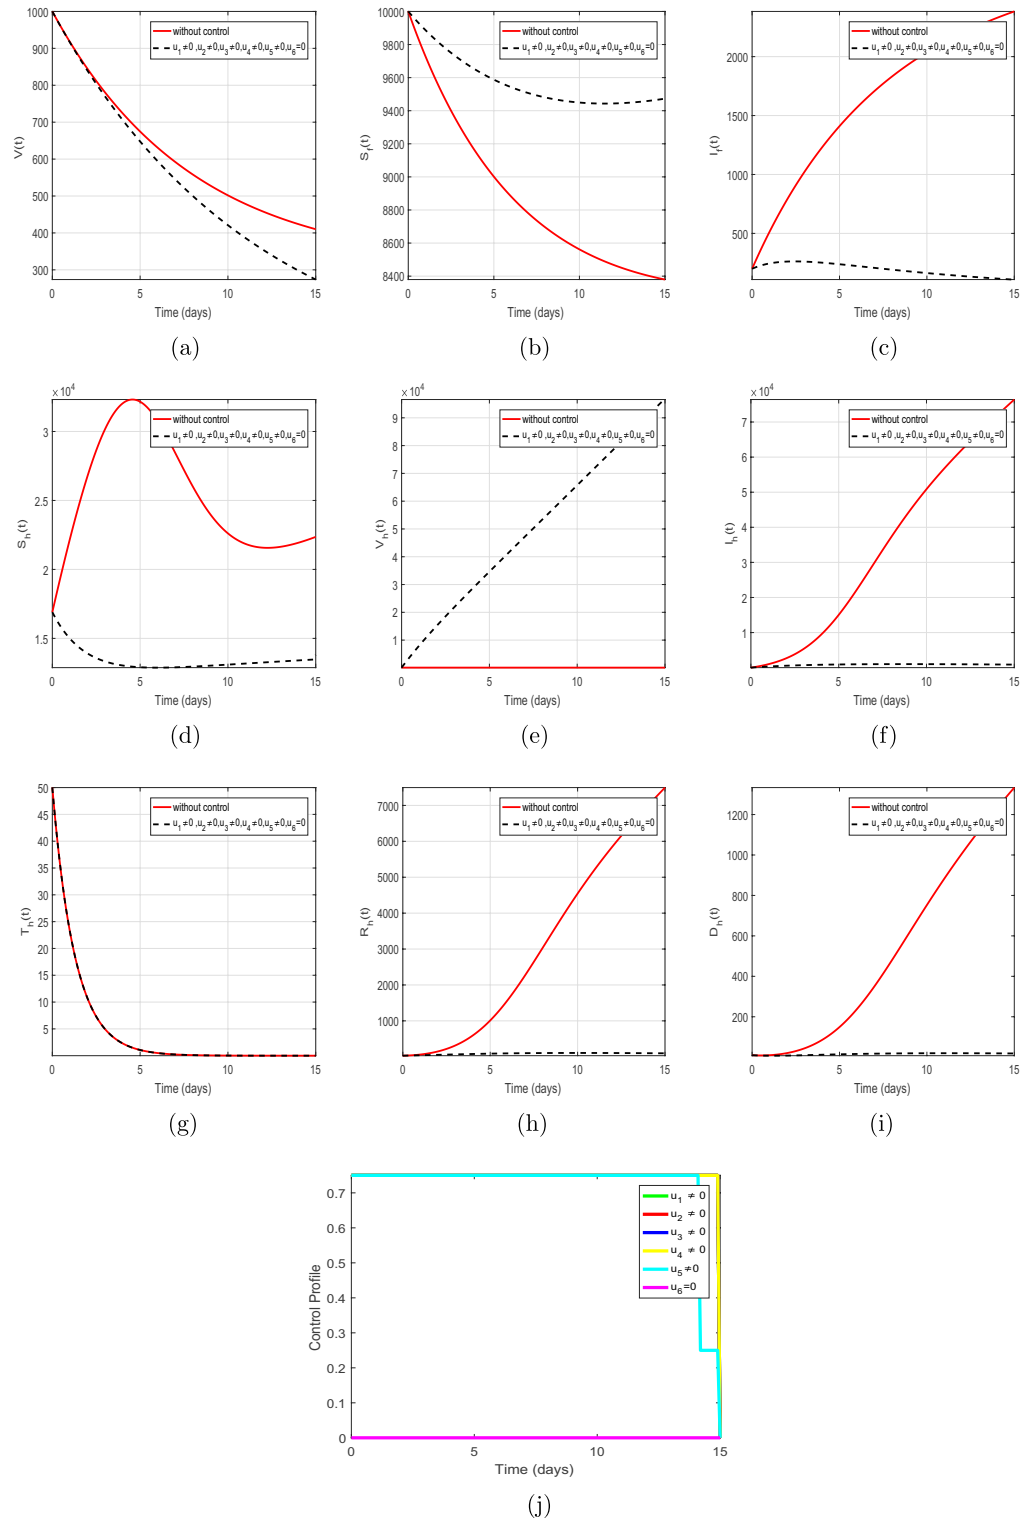 1000
900
800
700
600
500
400
300
0 5 10 15
V(t)
Time (days)
without control
u1≠0 ,u2≠0,u3≠0,u4≠0,u5≠0,u6=0
(a)
10000
9800
9600
9400
9200
9000
8800
8600
8400
0 5 10 15
Sf(t)
Time (days)
without control
u1≠0 ,u2≠0,u3≠0,u4≠0,u5≠0,u6=0
(b)
2000
1500
1000
500
0 5 10 15
If(t)
Time (days)
without control
u1≠0 ,u2≠0,u3≠0,u4≠0,u5≠0,u6=0
(c)
×10^4
3
2.5
2
1.5
0 5 10 15
Sh(t)
Time (days)
without control
u1≠0 ,u2≠0,u3≠0,u4≠0,u5≠0,u6=0
(d)
×10^4
9
8
7
6
5
4
3
2
1
0 5 10 15
Vh(t)
Time (days)
without control
u1≠0 ,u2≠0,u3≠0,u4≠0,u5≠0,u6=0
(e)
×10^4
7
6
5
4
3
2
1
0 5 10 15
Ih(t)
Time (days)
without control
u1≠0 ,u2≠0,u3≠0,u4≠0,u5≠0,u6=0
(f)
50
45
40
35
30
25
20
15
10
5
0 5 10 15
Th(t)
Time (days)
without control
u1≠0 ,u2≠0,u3≠0,u4≠0,u5≠0,u6=0
(g)
7000
6000
5000
4000
3000
2000
1000
0 5 10 15
Rh(t)
Time (days)
without control
u1≠0 ,u2≠0,u3≠0,u4≠0,u5≠0,u6=0
(h)
1200
1000
800
600
400
200
0 5 10 15
Dh(t)
Time (days)
without control
u1≠0 ,u2≠0,u3≠0,u4≠0,u5≠0,u6=0
(i)
0.7
0.6
0.5
0.4
0.3
0.2
0.1
0
0 5 10 15
Control Profile
Time (days)
u1 ≠ 0
u2 ≠ 0
u3 ≠ 0
u4 ≠ 0
u5≠0
u6=0
(j)